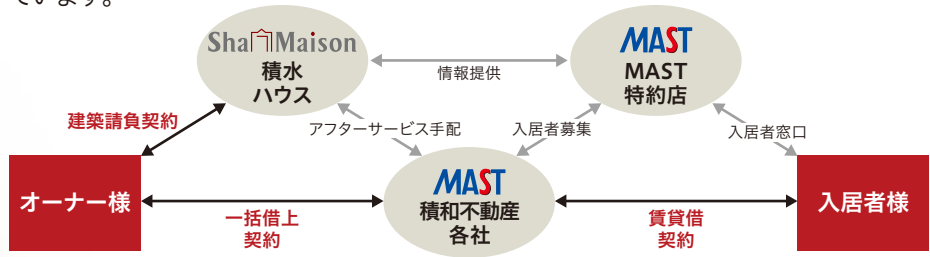 ています。
ShaMaison
積水
ハウス
MAST
MAST
特約店
情報提供
建築請負契約
アフターサービス手配
入居者募集
入居者窓口
オーナー様
MAST
積和不動産
各社
入居者様
一括借上
契約
賃貸借
契約